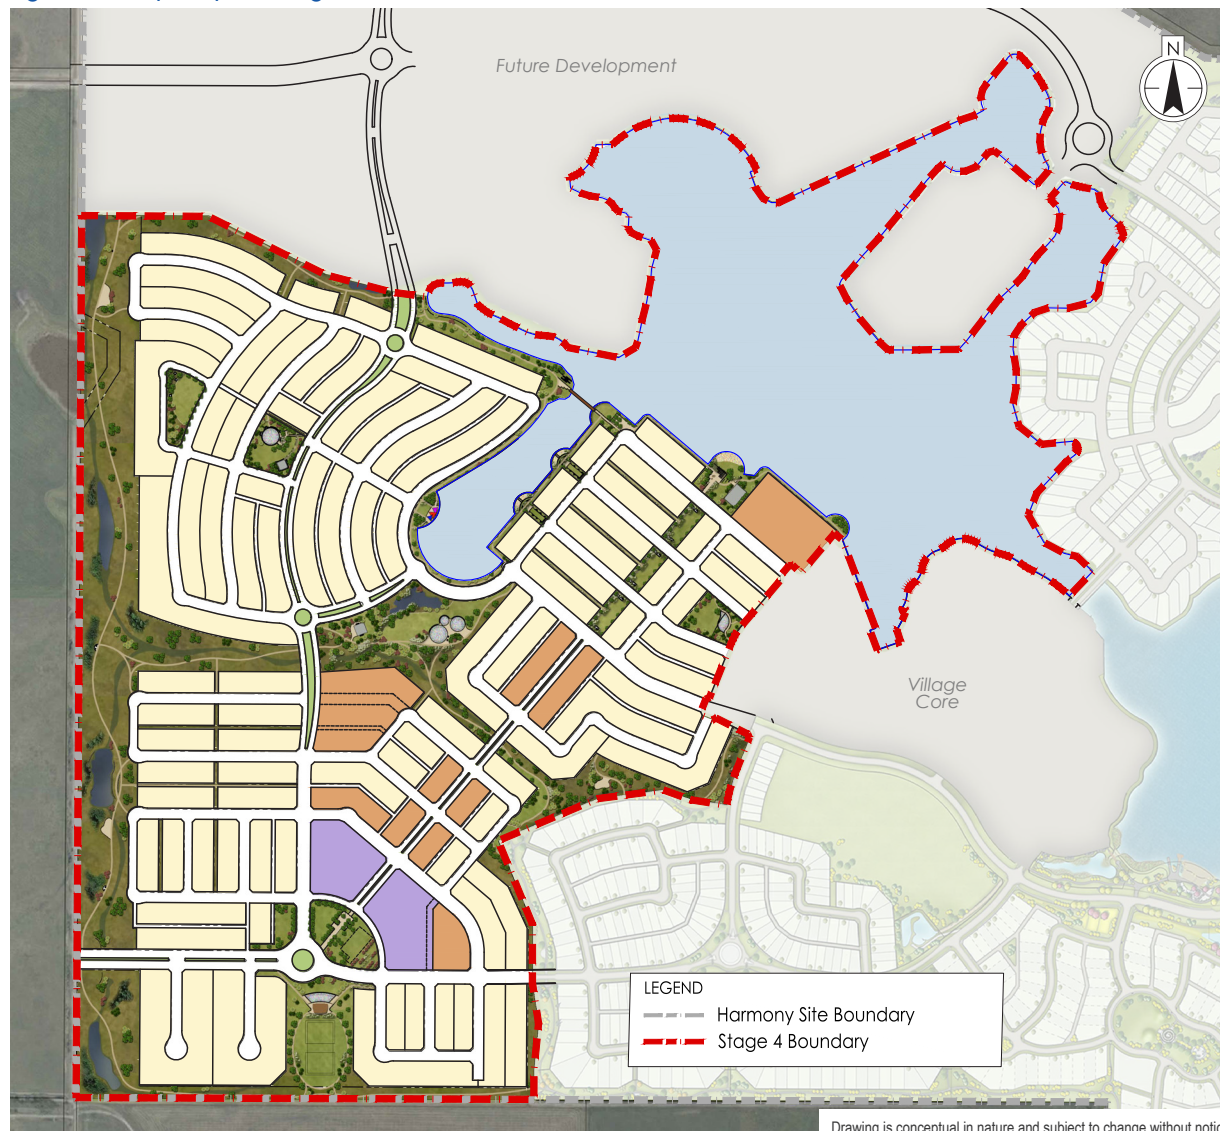 Future Development
N
Village
Core
LEGEND
Harmony Site Boundary
Stage 4 Boundary
Drawing is conceptual in nature and subject to change without